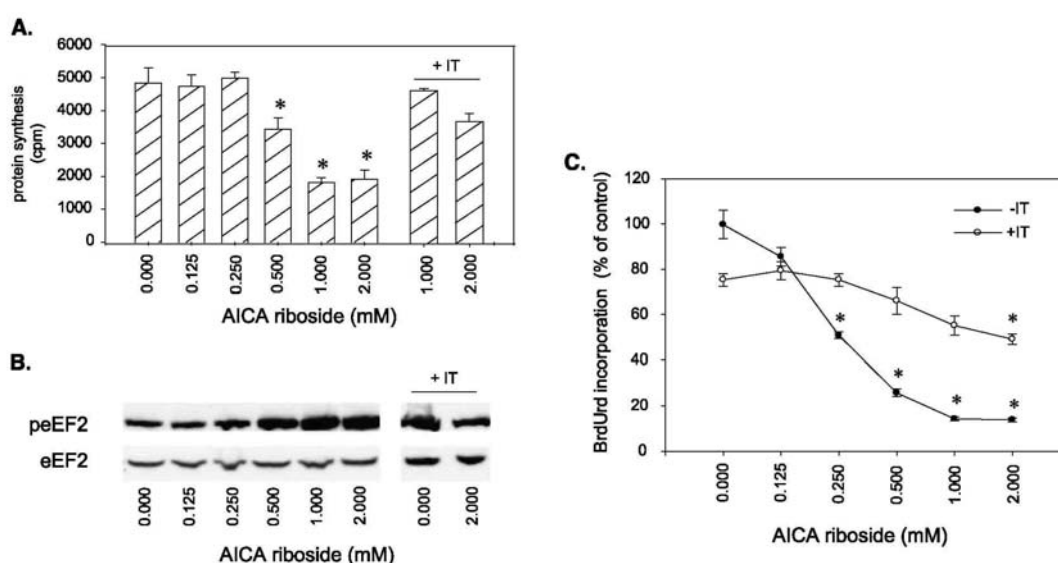 A.
6000
5000
4000
3000
2000
1000
0
protein synthesis
(cpm)
+ IT
*
*
*
0.000
0.125
0.250
0.500
1.000
2.000
1.000
2.000
AICA riboside (mM)
B.
+ IT
peEF2
eEF2
0.000
0.125
0.250
0.500
1.000
2.000
0.000
2.000
AICA riboside (mM)
C.
120
100
80
60
40
20
0
BrdUrd incorporation (% of control)
-IT
+IT
*
*
*
*
*
0.000
0.125
0.250
0.500
1.000
2.000
AICA riboside (mM)